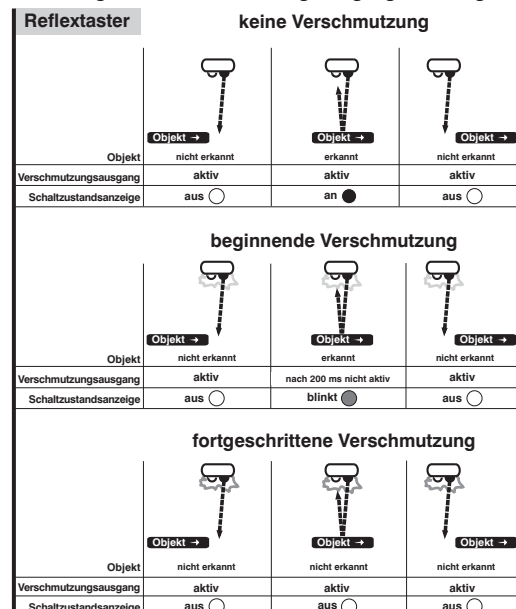 Reflextaster
keine Verschmutzung
Objekt → Objekt → Objekt →
Objekt nicht erkannt erkannt nicht erkannt
Verschmutzungsausgang aktiv aktiv aktiv
Schaltzustandsanzeige aus an aus
beginnende Verschmutzung
Objekt → Objekt → Objekt →
Objekt nicht erkannt erkannt nicht erkannt
Verschmutzungsausgang aktiv nach 200 ms nicht aktiv aktiv
Schaltzustandsanzeige aus blinkt aus
fortgeschrittene Verschmutzung
Objekt → Objekt → Objekt →
Objekt nicht erkannt nicht erkannt nicht erkannt
Verschmutzungsausgang aktiv aktiv aktiv
Schaltzustandsanzeige aus aus aus